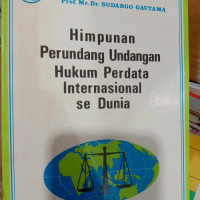 Prof. Mr. Dr. SUDARGO GAUTAMA
Himpunan
Perundang Undangan
Hukum Perdata
Internasional
se Dunia